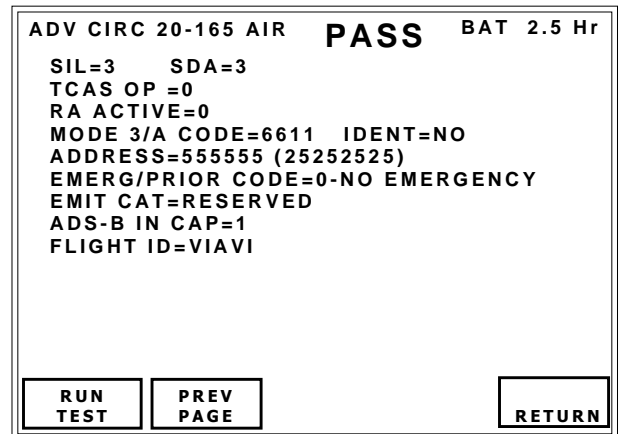 ADV CIRC 20-165 AIR PASS BAT 2.5 Hr
SIL=3 SDA=3
TCAS OP =0
RA ACTIVE=0
MODE 3/A CODE=6611 IDENT=NO
ADDRESS=555555 (25252525)
EMERG/PRIOR CODE=0-NO EMERGENCY
EMIT CAT=RESERVED
ADS-B IN CAP=1
FLIGHT ID=VIAVI
RUN TEST
PREV PAGE
RETURN